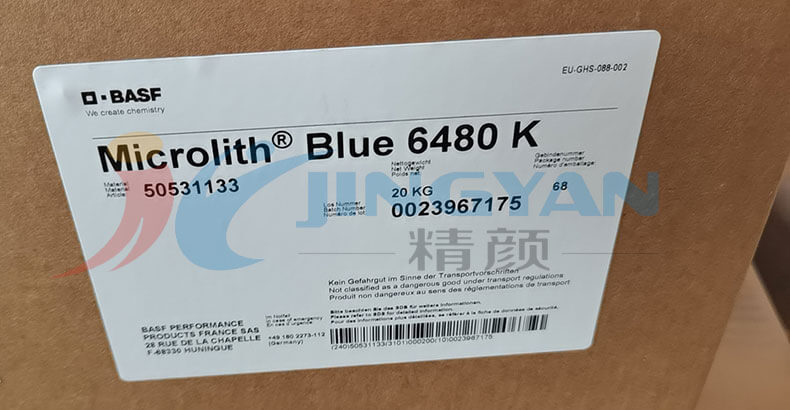 EU-GHS-088-002
BASF
We create chemistry
Microlith® Blue 6480 K
Material
Material
Article
50531133
Nettogewicht
Net Weight
Poids net
20 KG
Gebindenummer
Package number
Numéro d'emballage
68
Los Nummer
Batch Number
Numéro de lot
0023967175
JINGYAN
精颜
Kein Gefahrgut im Sinne der Transportvorschriften
Not classified as a dangerous good under transport regulations
Produit non dangereux au sens des réglementations de transport
Bitte beachten Sie das SDB für weitere Informationen.
Please refer to SDS for detailed information.
Pour des informations plus détaillées, se référer à la fiche de données de sécurité.
BASF PERFORMANCE
PRODUCTS FRANCE SAS
28 RUE DE LA CHAPELLE
F-68330 HUNINGUE
Im Notfall
In case of emergency
En cas d'urgence
+49 180 2273-112
(Germany)
(240)50531133(3101)000200(10)0023967175